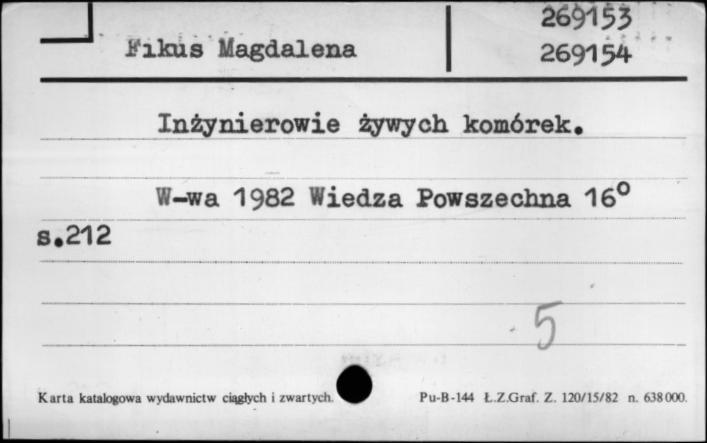 269153
Fikus Magdalena 269154
Inżynierowie żywych komórek.
W-wa 1982 Wiedza Powszechna 16°
s.212
5
Karta katalogowa wydawnictw ciągłych i zwartych. Pu-B-144 Ł.Z.Graf. Z. 120/15/82 n. 638000.